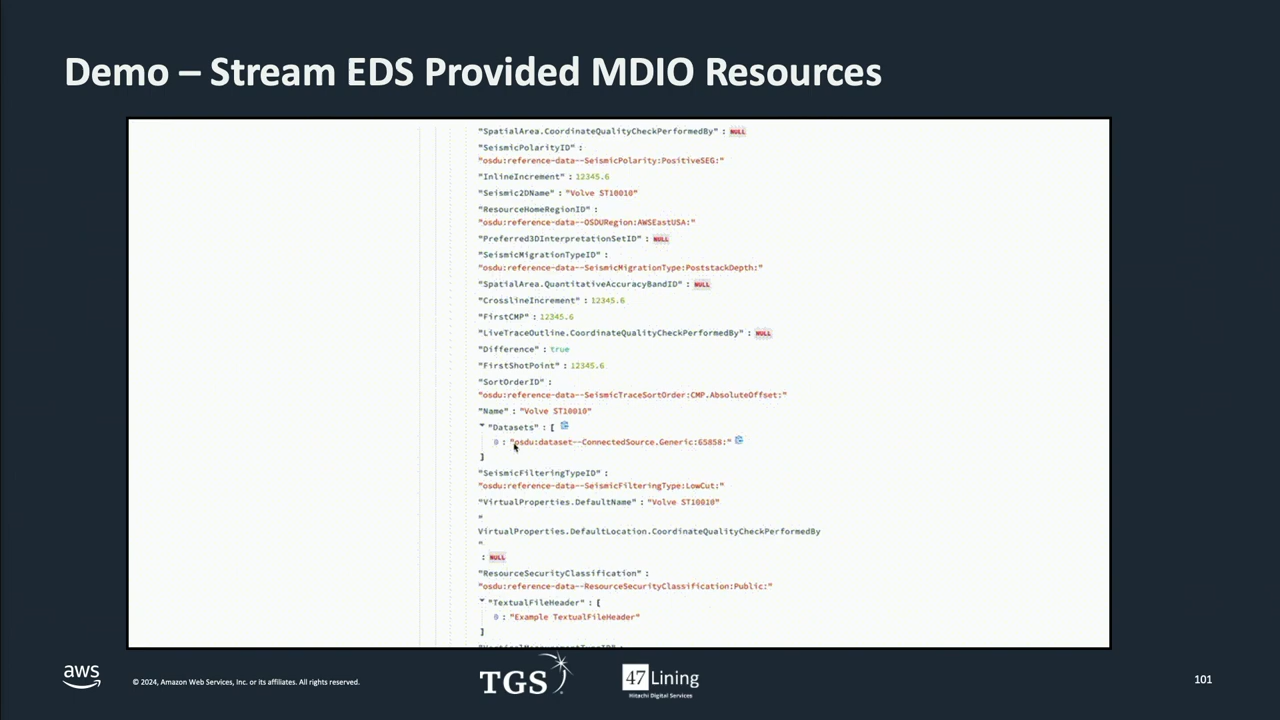 Demo – Stream EDS Provided MDIO Resources
"SpatialArea.CoordinateQualityCheckPerformedBy" : NULL
"SeismicPolarityID" :
"osdu:reference-data--SeismicPolarity:PositiveSEG:"
"InlineIncrement" : 12345.6
"Seismic2DName" : "Volve ST10010"
"ResourceHomeRegionID" :
"osdu:reference-data--OSDURegion:AWSEastUSA:"
"Preferred3DInterpretationSetID" : NULL
"SeismicMigrationTypeID" :
"osdu:reference-data--SeismicMigrationType:PoststackDepth:"
"SpatialArea.QuantitativeAccuracyBandID" : NULL
"CrosslineIncrement" : 12345.6
"FirstCMP" : 12345.6
"LiveTraceOutline.CoordinateQualityCheckPerformedBy" : NULL
"Difference" : true
"FirstShotPoint" : 12345.6
"SortOrderID" :
"osdu:reference-data--SeismicTraceSortOrder:CMP.AbsoluteOffset:"
"Name" : "Volve ST10010"
"Datasets" : [
0 : "osdu:dataset--ConnectedSource.Generic:65858:"
]
"SeismicFilteringTypeID" :
"osdu:reference-data--SeismicFilteringType:LowCut:"
"VirtualProperties.DefaultName" : "Volve ST10010"
"
VirtualProperties.DefaultLocation.CoordinateQualityCheckPerformedBy
"
: NULL
"ResourceSecurityClassification" :
"osdu:reference-data--ResourceSecurityClassification:Public:"
"TextualFileHeader" : [
0 : "Example TextualFileHeader"
]
aws
© 2024, Amazon Web Services, Inc. or its affiliates. All rights reserved.
TGS
47Lining
Hitachi Digital Services
101